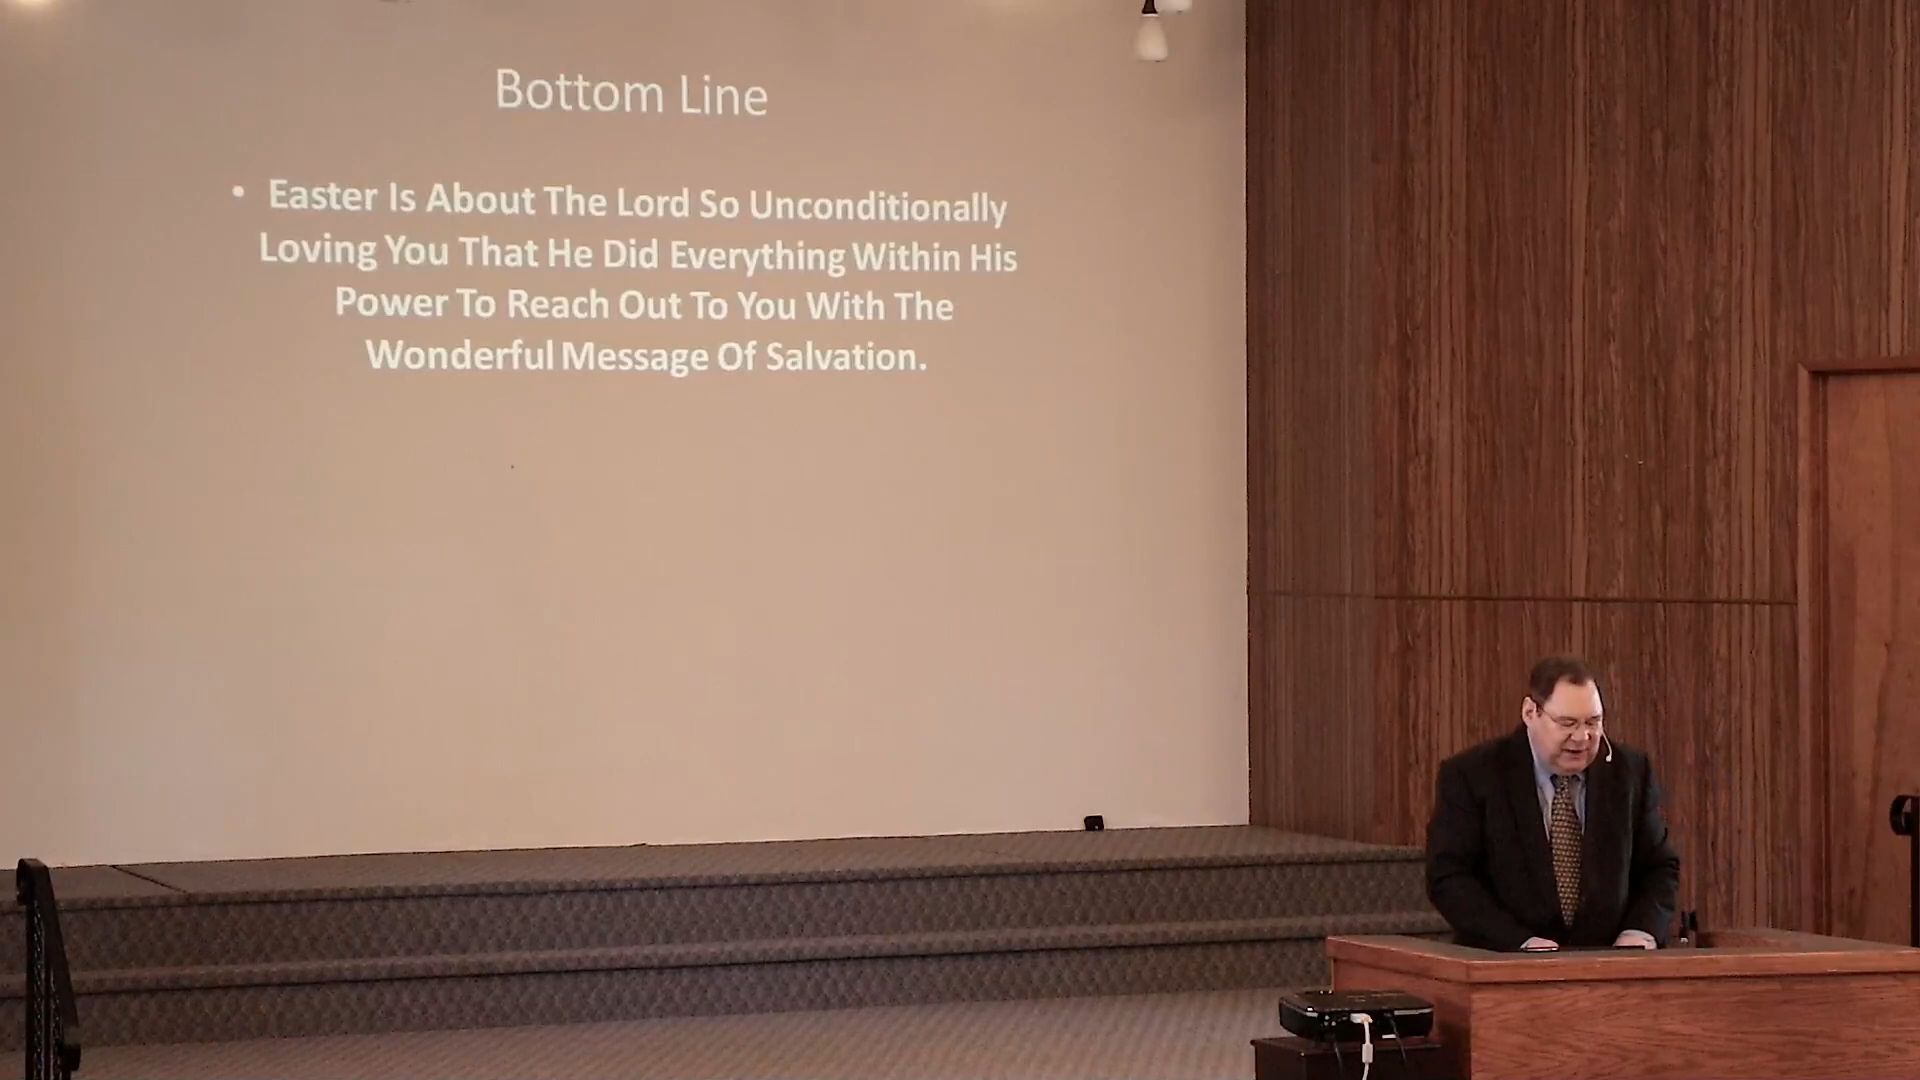 Bottom Line
• Easter Is About The Lord So Unconditionally
Loving You That He Did Everything Within His
Power To Reach Out To You With The
Wonderful Message Of Salvation.